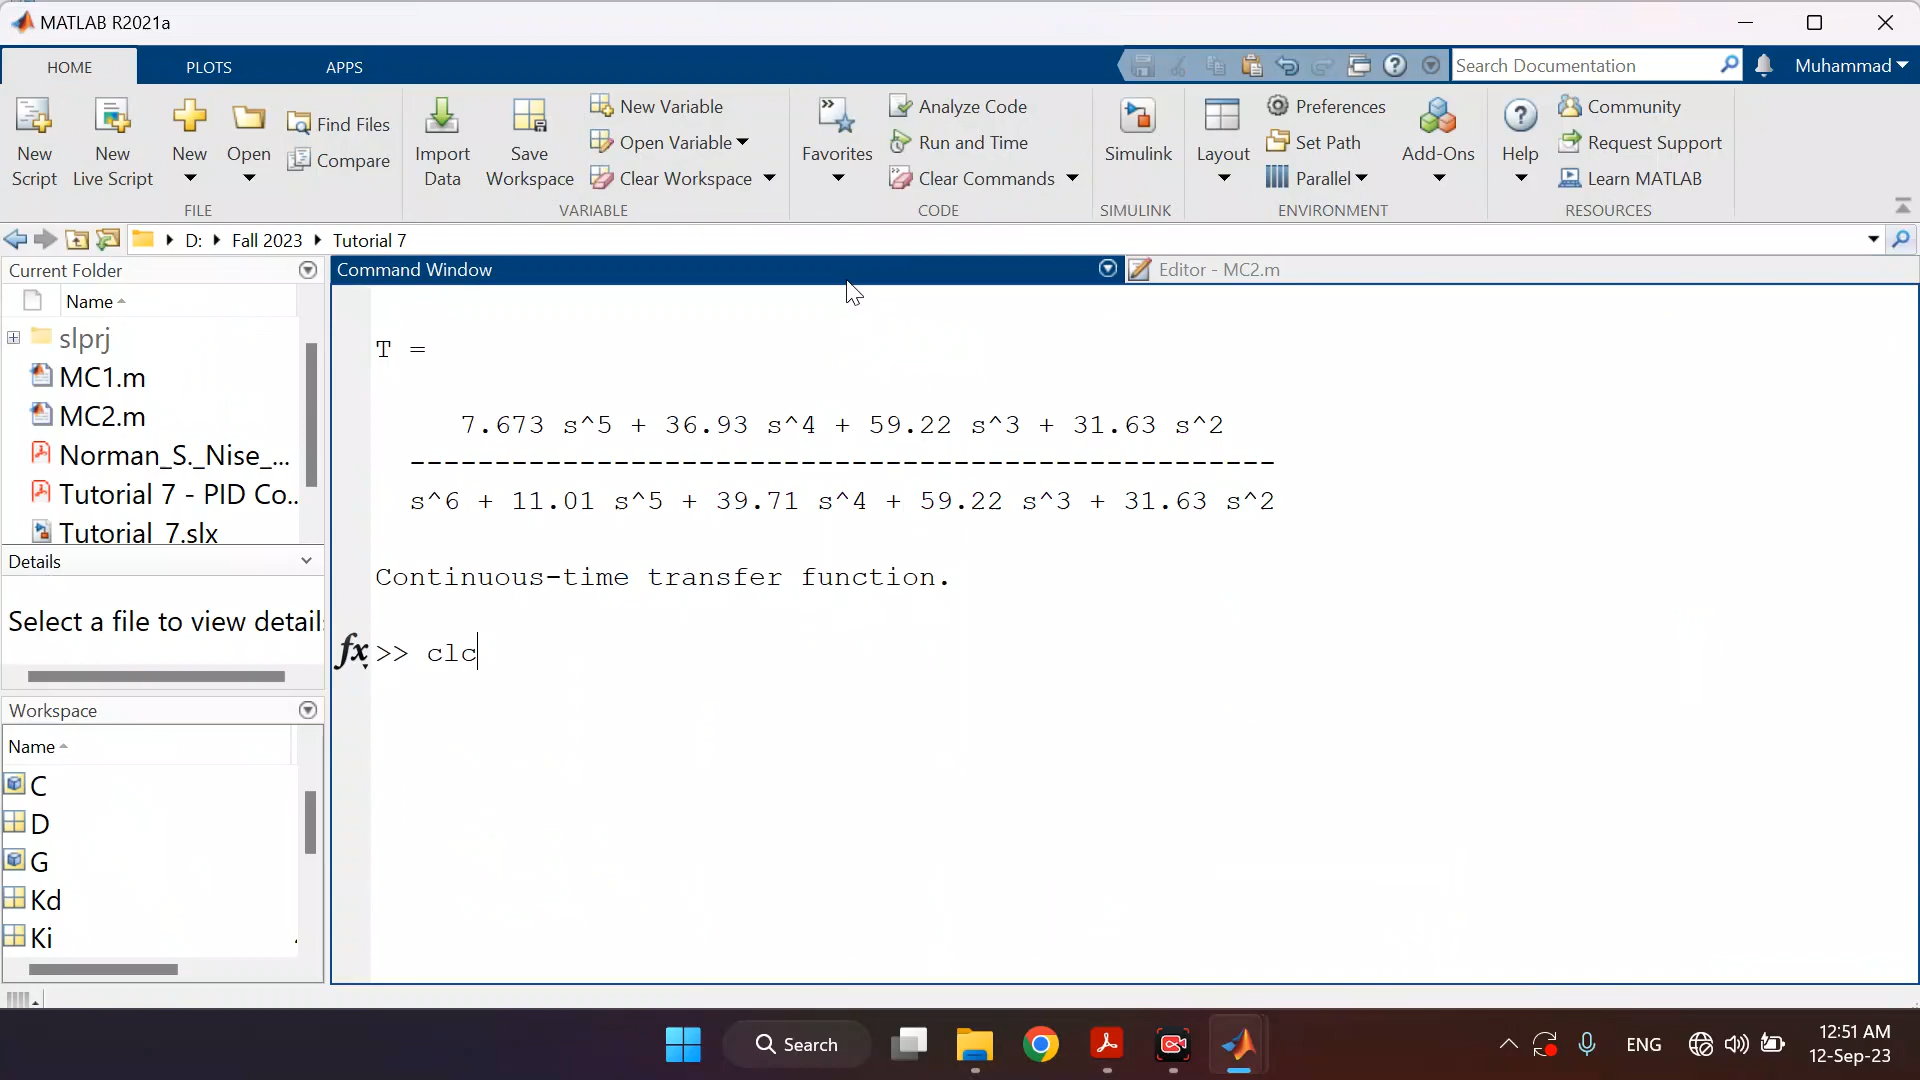 MATLAB R2021a
HOME
PLOTS
APPS
Search Documentation
Muhammad
New Script
New Live Script
New
Open
Find Files
Compare
FILE
Import Data
Save Workspace
New Variable
Open Variable
Clear Workspace
VARIABLE
Favorites
Analyze Code
Run and Time
Clear Commands
CODE
Simulink
SIMULINK
Layout
Preferences
Set Path
Parallel
Add-Ons
ENVIRONMENT
Help
Community
Request Support
Learn MATLAB
RESOURCES
D: Fall 2023 Tutorial 7
Current Folder
Name
slprj
MC1.m
MC2.m
Norman_S._Nise_...
Tutorial 7 - PID Co...
Tutorial_7.slx
Details
Select a file to view detail
Workspace
Name
C
D
G
Kd
Ki
Command Window
Editor - MC2.m
T =
7.673 s^5 + 36.93 s^4 + 59.22 s^3 + 31.63 s^2
---------------------------------------------------
s^6 + 11.01 s^5 + 39.71 s^4 + 59.22 s^3 + 31.63 s^2
Continuous-time transfer function.
fx >> clc
Search
ENG
12:51 AM
12-Sep-23